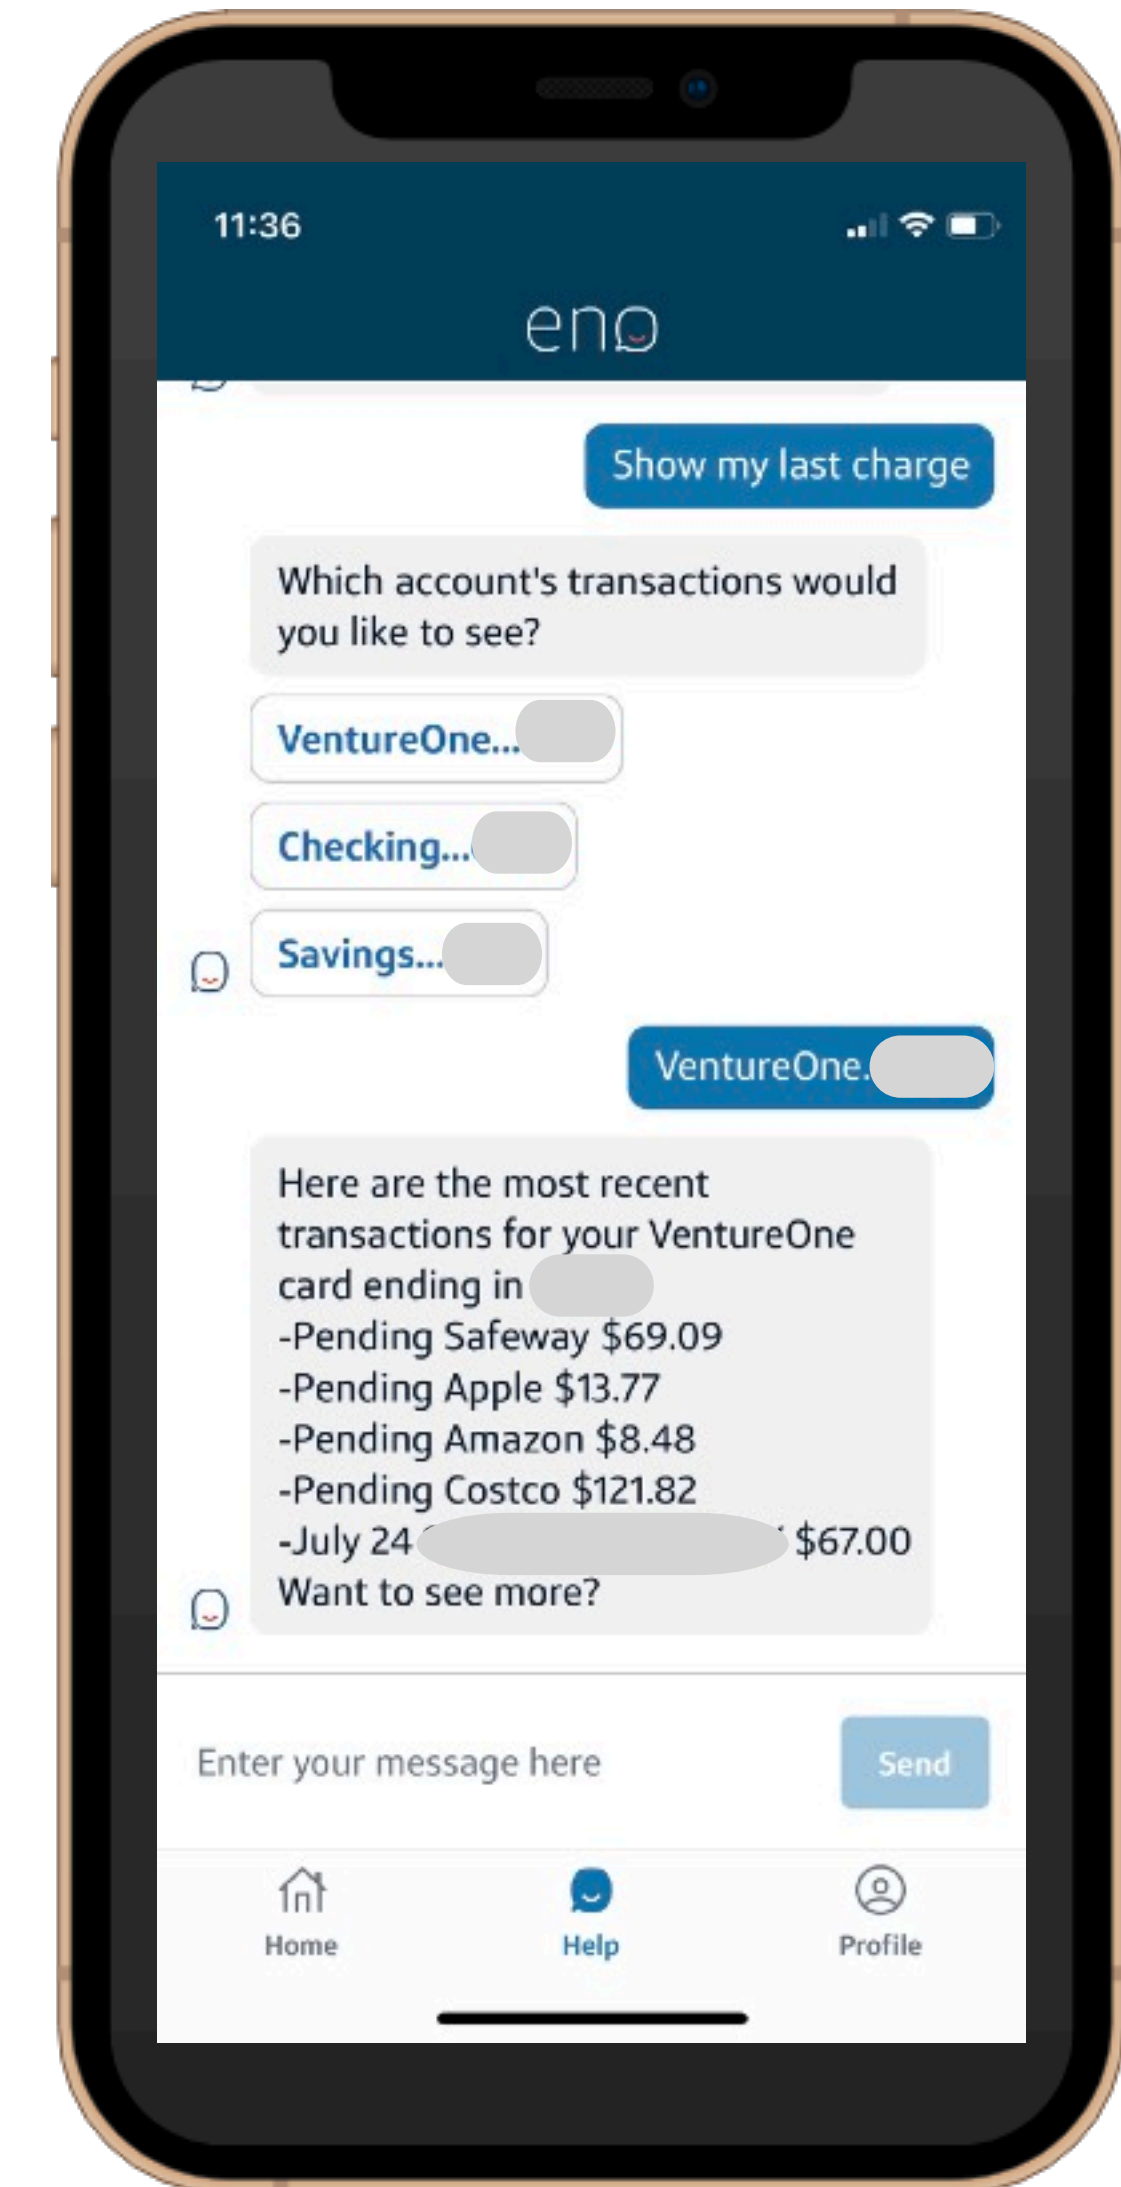 11:36
eno
Show my last charge
Which account's transactions would
you like to see?
VentureOne...
Checking...
Savings...
VentureOne.
Here are the most recent
transactions for your VentureOne
card ending in
-Pending Safeway $69.09
-Pending Apple $13.77
-Pending Amazon $8.48
-Pending Costco $121.82
-July 24 $67.00
Want to see more?
Enter your message here
Send
Home
Help
Profile